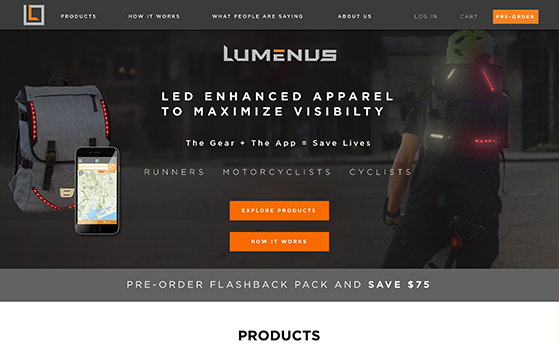 PRODUCTS HOW IT WORKS WHAT PEOPLE ARE SAYING ABOUT US LOG IN CART PRE-ORDER
LUMENUS
LED ENHANCED APPAREL
TO MAXIMIZE VISIBILTY
The Gear + The App = Save Lives
RUNNERS MOTORCYCLISTS CYCLISTS
EXPLORE PRODUCTS
HOW IT WORKS
PRE-ORDER FLASHBACK PACK AND SAVE $75
PRODUCTS